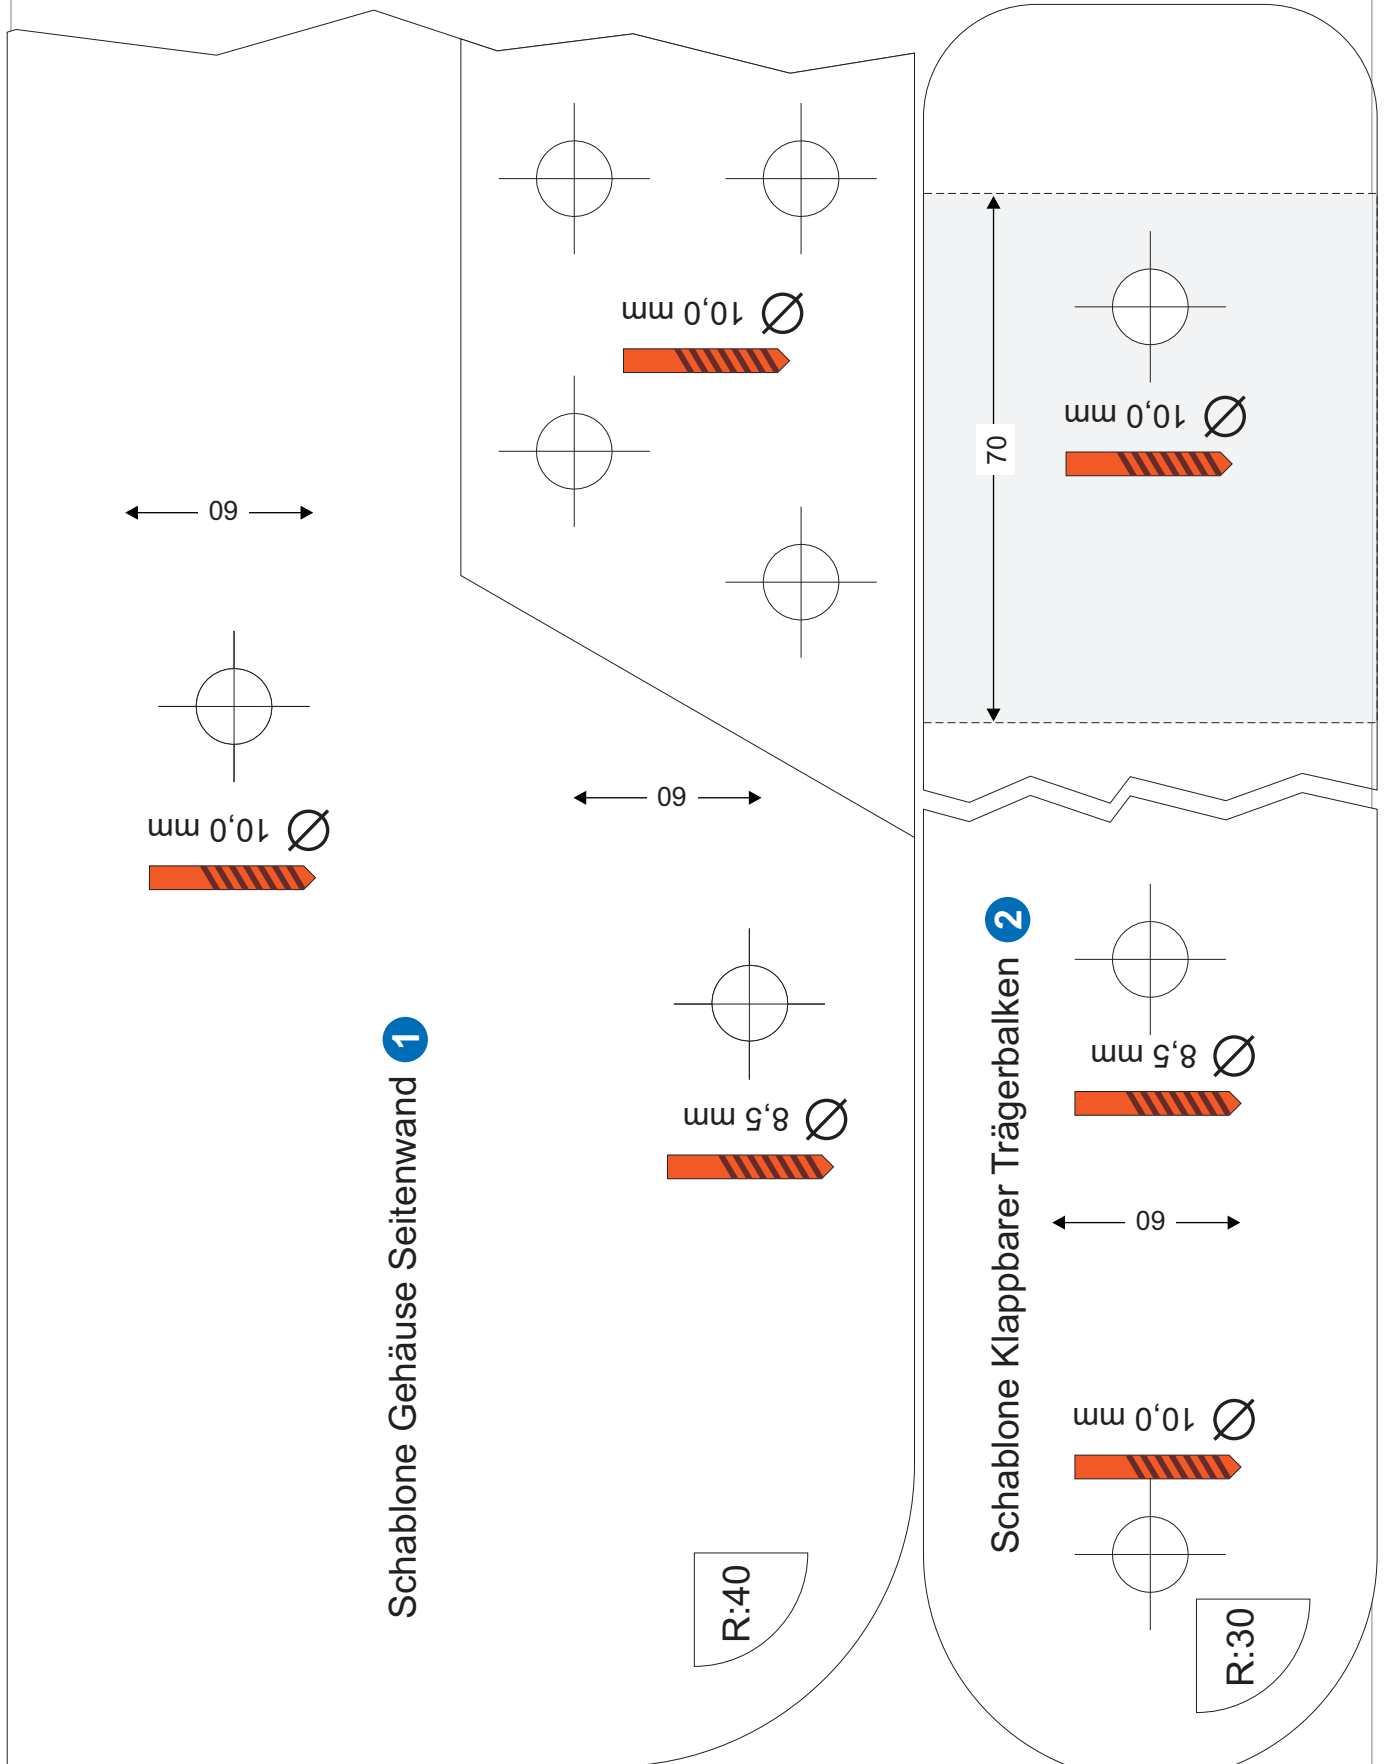 Schablone Gehäuse Seitenwand 1
10,0 mm Ø
60
10,0 mm Ø
60
8,5 mm Ø
R:40
Schablone Klappbarer Trägerbalken 2
70
10,0 mm Ø
8,5 mm Ø
60
10,0 mm Ø
R:30